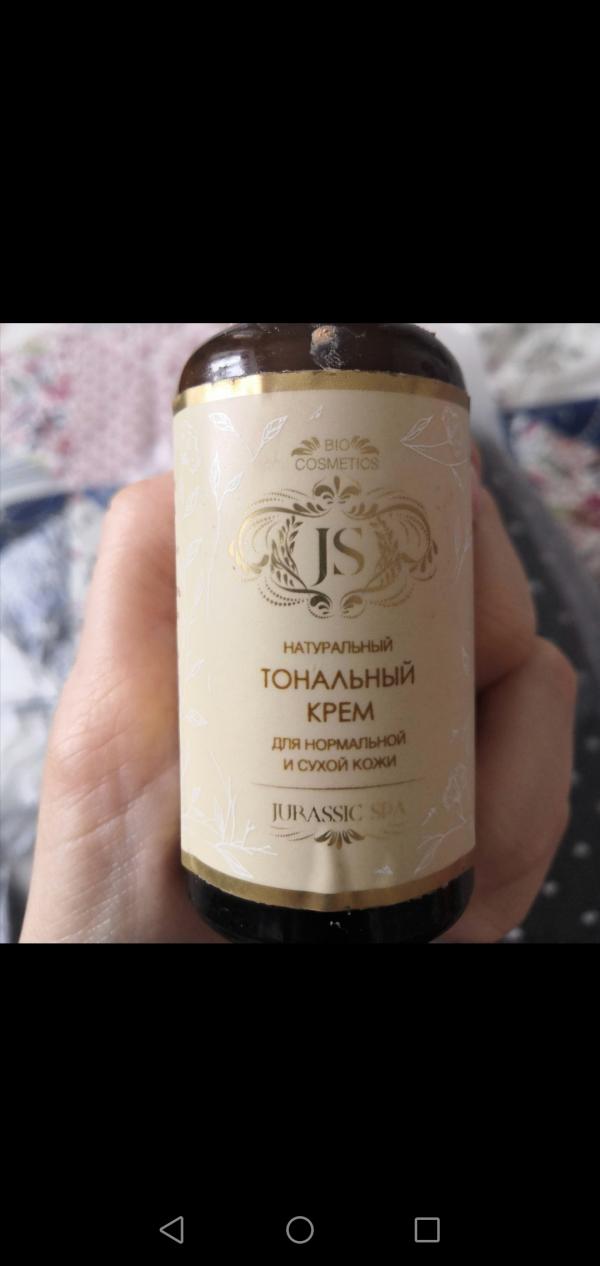 BIO
COSMETICS
JS
НАТУРАЛЬНЫЙ
ТОНАЛЬНЫЙ
КРЕМ
ДЛЯ НОРМАЛЬНОЙ
И СУХОЙ КОЖИ
JURASSIC SPA